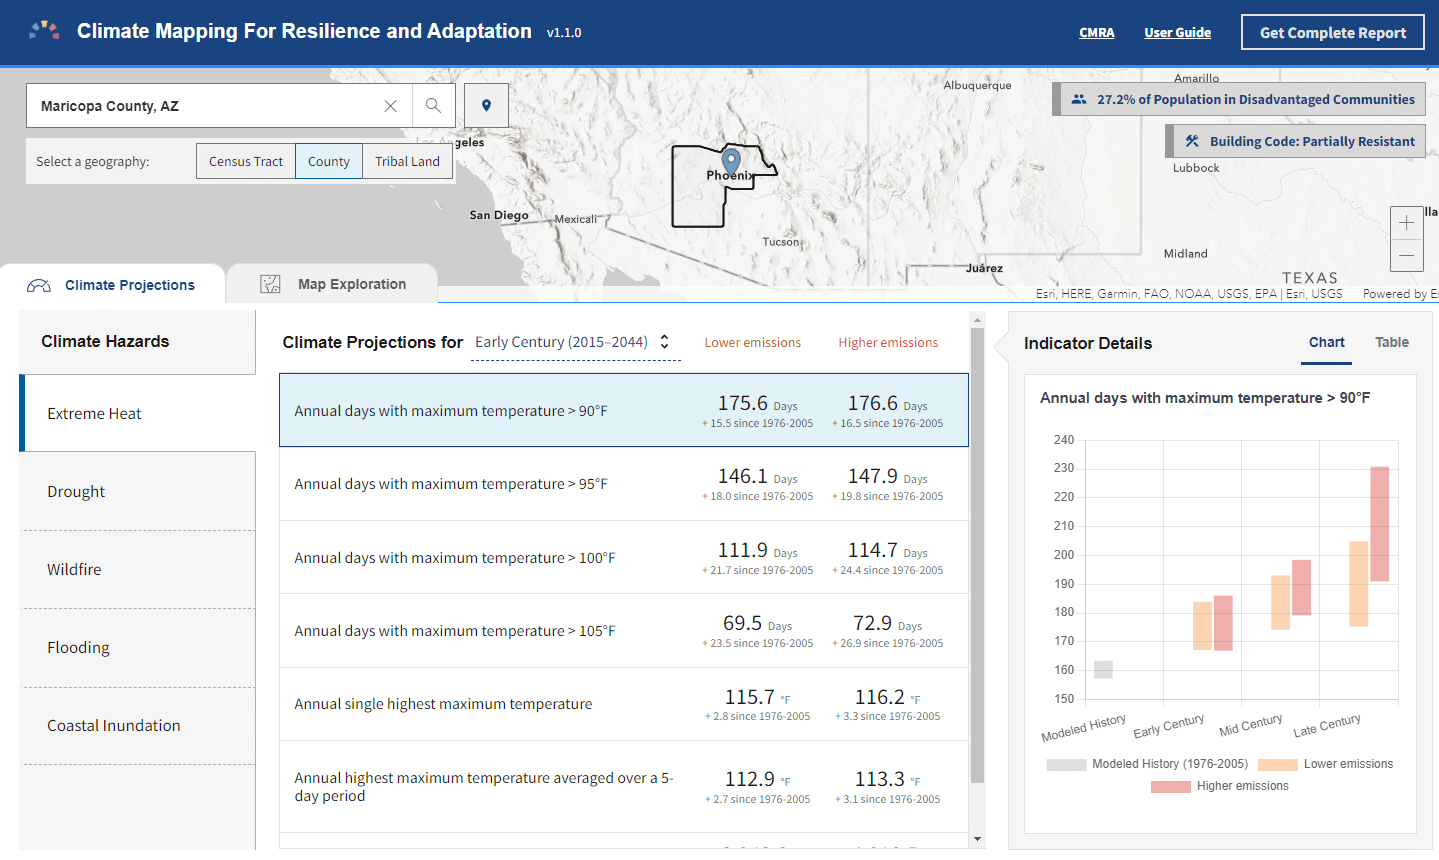 Climate Mapping For Resilience and Adaptation v1.1.0
CMRA
User Guide
Get Complete Report
Maricopa County, AZ
Select a geography:
Census Tract
County
Tribal Land
Los Angeles
San Diego
Mexicali
Phoenix
Tucson
Albuquerque
Amarillo
27.2% of Population in Disadvantaged Communities
Building Code: Partially Resistant
Lubbock
Midland
Juárez
TEXAS
Esri, HERE, Garmin, FAO, NOAA, USGS, EPA | Esri, USGS
Powered by
Climate Projections
Map Exploration
Climate Hazards
Extreme Heat
Drought
Wildfire
Flooding
Coastal Inundation
Climate Projections for Early Century (2015–2044) Lower emissions Higher emissions
Annual days with maximum temperature > 90°F
175.6 Days
+ 15.5 since 1976-2005
176.6 Days
+ 16.5 since 1976-2005
Annual days with maximum temperature > 95°F
146.1 Days
+ 18.0 since 1976-2005
147.9 Days
+ 19.8 since 1976-2005
Annual days with maximum temperature > 100°F
111.9 Days
+ 21.7 since 1976-2005
114.7 Days
+ 24.4 since 1976-2005
Annual days with maximum temperature > 105°F
69.5 Days
+ 23.5 since 1976-2005
72.9 Days
+ 26.9 since 1976-2005
Annual single highest maximum temperature
115.7 °F
+ 2.8 since 1976-2005
116.2 °F
+ 3.3 since 1976-2005
Annual highest maximum temperature averaged over a 5-
day period
112.9 °F
+ 2.7 since 1976-2005
113.3 °F
+ 3.1 since 1976-2005
Indicator Details
Chart
Table
Annual days with maximum temperature > 90°F
240
230
220
210
200
190
180
170
160
150
Modeled History
Early Century
Mid Century
Late Century
Modeled History (1976-2005)
Lower emissions
Higher emissions